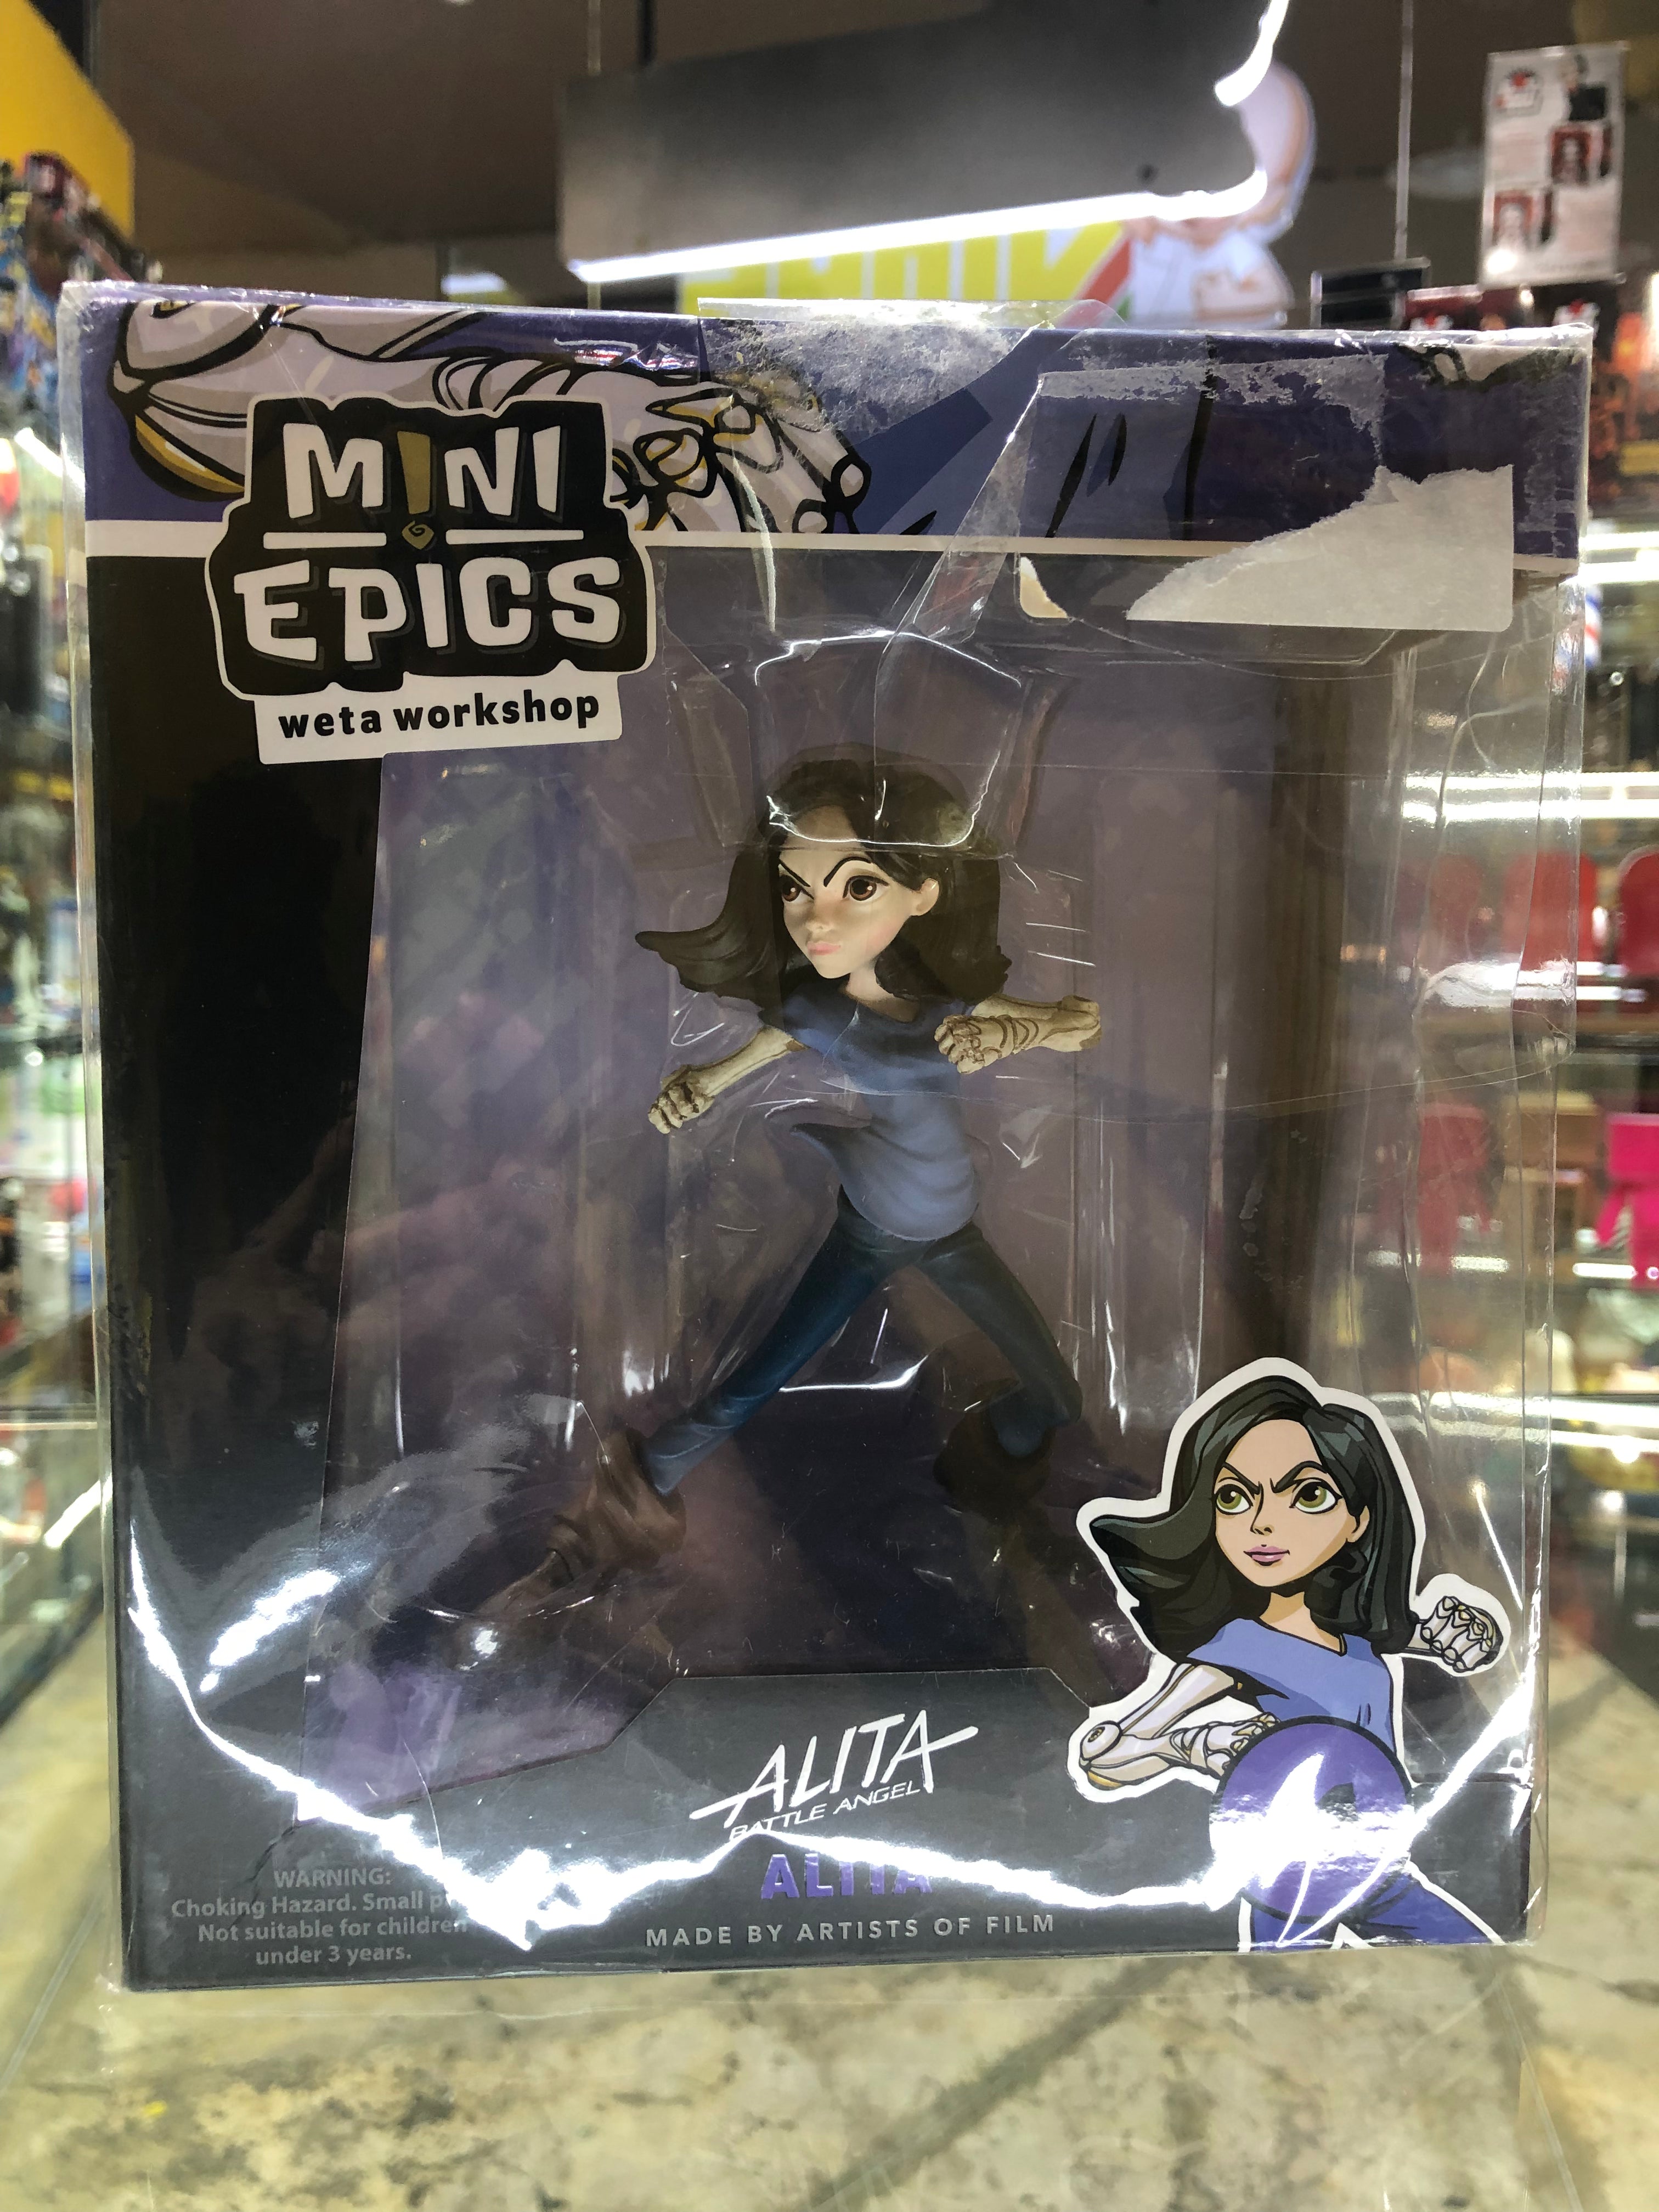 M!NI
EPICS
weta workshop
ALITA
BATTLE ANGEL
ALITA
MADE BY ARTISTS OF FILM
WARNING:
Choking Hazard. Small
Not suitable for children
under 3 years.